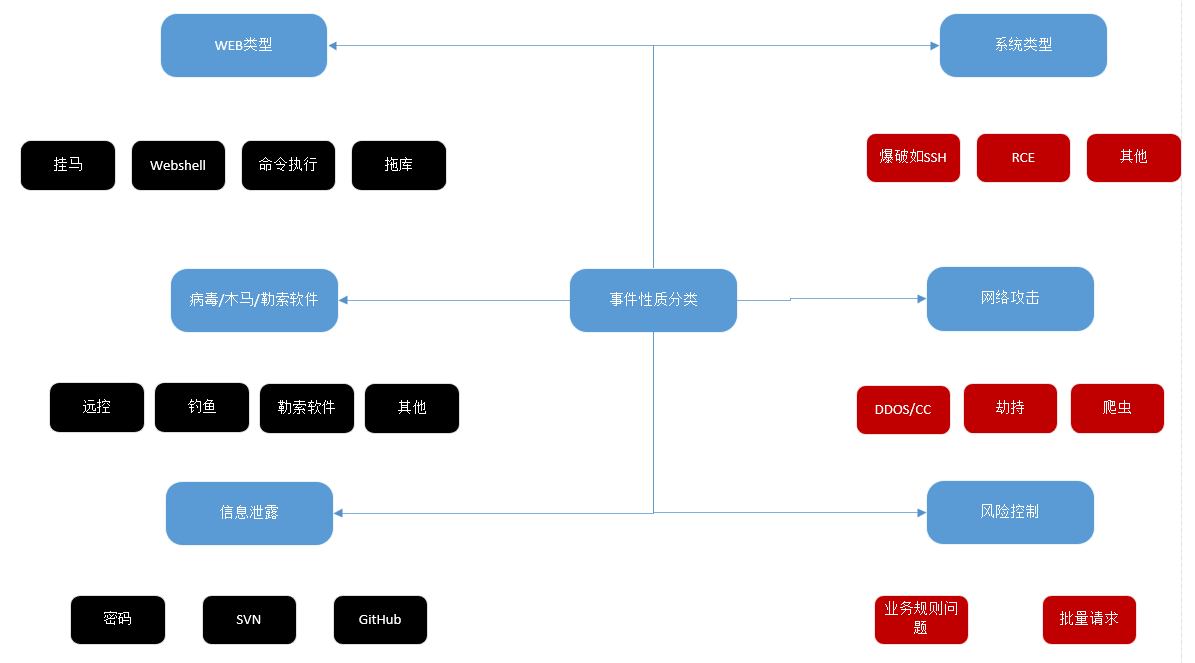 WEB类型
系统类型
挂马
Webshell
命令执行
拖库
爆破如SSH
RCE
其他
病毒/木马/勒索软件
事件性质分类
网络攻击
远控
钓鱼
勒索软件
其他
DDOS/CC
劫持
爬虫
信息泄露
风险控制
密码
SVN
GitHub
业务规则问
题
批量请求